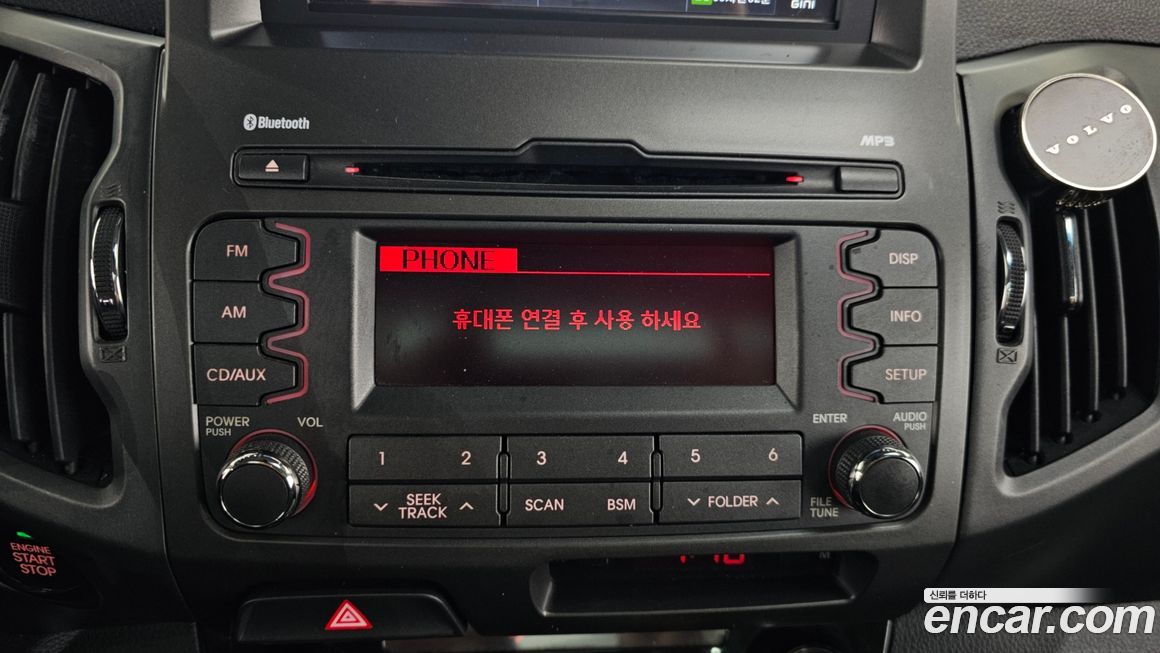 GINI
Bluetooth
MP3
VOLVO
FM
PHONE
DISP
AM
휴대폰 연결 후 사용 하세요
INFO
CD/AUX
SETUP
POWER
PUSH
VOL
ENTER
AUDIO
PUSH
1 2 3 4 5 6
SEEK
TRACK
SCAN
BSM
FOLDER
FILE
TUNE
ENGINE
START
STOP
M
신뢰를 더하다
encar.com